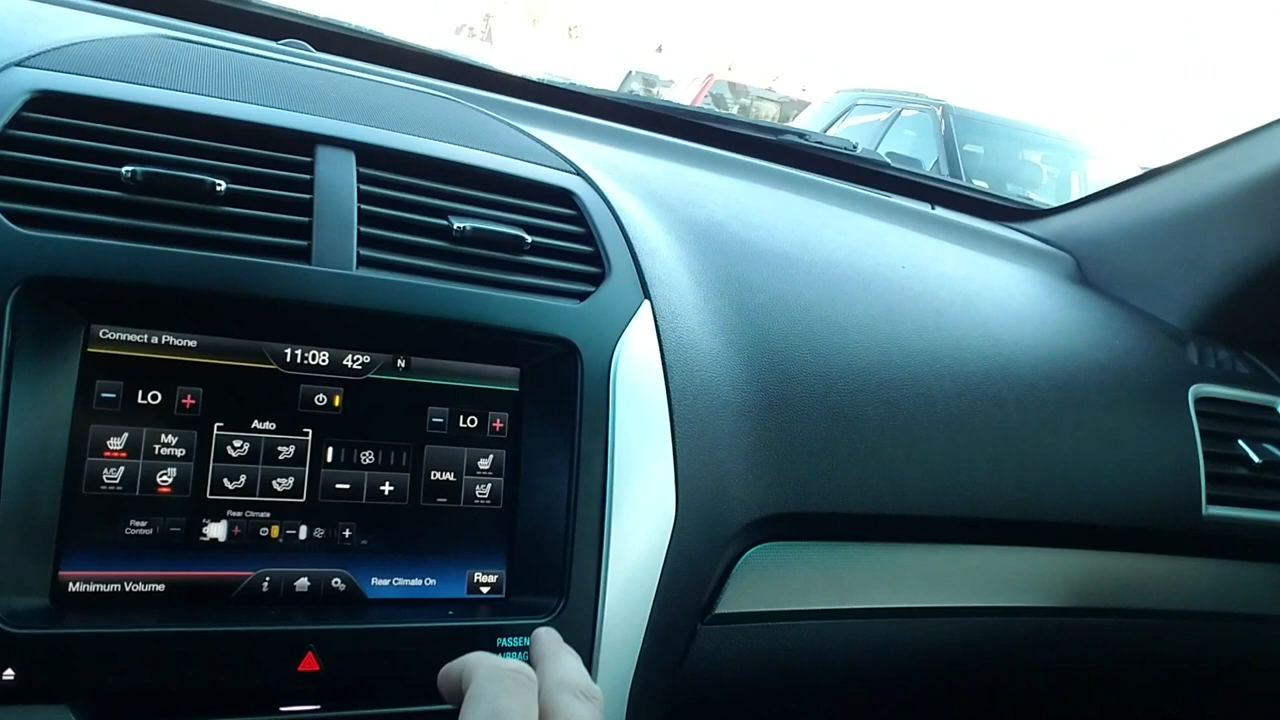 Connect a Phone
11:08 42° N
LO
LO
Auto
My
Temp
A/C
DUAL
A/C
Rear Climate
Rear
Control
Minimum Volume
Rear Climate On
Rear
PASSEN
AIRBAG